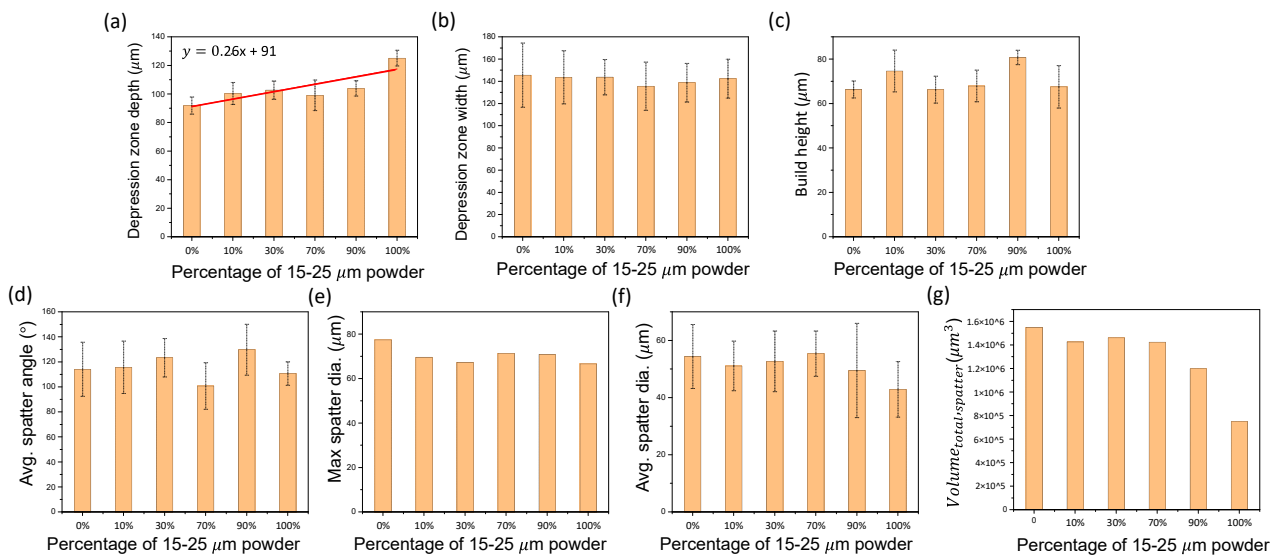 (a)
y = 0.26x + 91
Depression zone depth (μm)
140
120
100
80
60
40
20
0
0% 10% 30% 70% 90% 100%
Percentage of 15-25 μm powder
(b)
Depression zone width (μm)
180
160
140
120
100
80
60
40
20
0
0% 10% 30% 70% 90% 100%
Percentage of 15-25 μm powder
(c)
Build height (μm)
80
60
40
20
0
0% 10% 30% 70% 90% 100%
Percentage of 15-25 μm powder
(d)
Avg. spatter angle (°)
160
140
120
100
80
60
40
20
0
0% 10% 30% 70% 90% 100%
Percentage of 15-25 μm powder
(e)
Max spatter dia. (μm)
80
60
40
20
0
0% 10% 30% 70% 90% 100%
Percentage of 15-25 μm powder
(f)
Avg. spatter dia. (μm)
60
40
20
0
0% 10% 30% 70% 90% 100%
Percentage of 15-25 μm powder
(g)
Volume total,spatter (μm³)
1.6×10^6
1.4×10^6
1.2×10^6
1×10^6
8×10^5
6×10^5
4×10^5
2×10^5
0
0 10% 30% 70% 90% 100%
Percentage of 15-25 μm powder